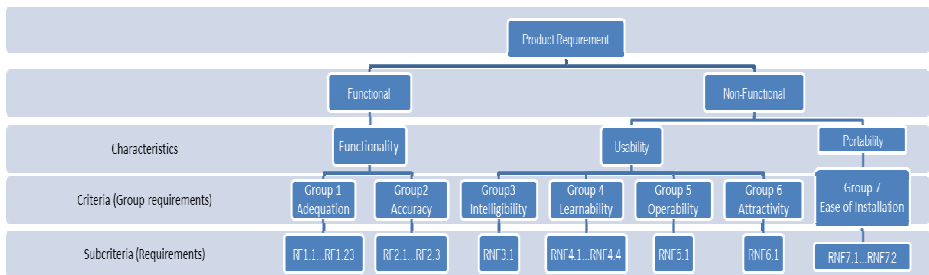 Product Requirement
Functional
Non-Functional
Characteristics
Functionality
Usability
Portability
Criteria (Group requirements)
Group 1
Adequation
Group2
Accuracy
Group3
Intelligibility
Group 4
Learnability
Group 5
Operability
Group 6
Attractivity
Group 7
Ease of Installation
Subcriteria (Requirements)
RF1.1...RF1.23
RF2.1...RF2.3
RNF3.1
RNF4.1...RNF4.4
RNF5.1
RNF6.1
RNF7.1...RNF7.2